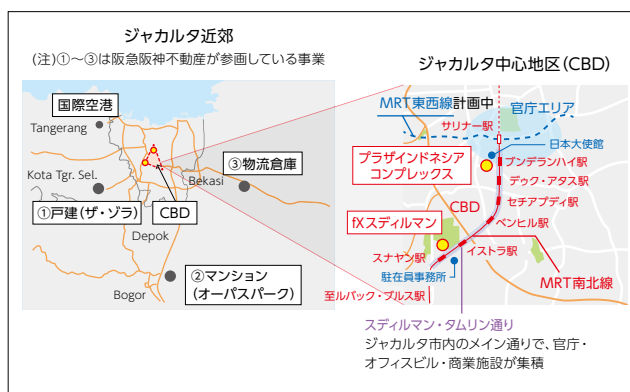 ジャカルタ近郊
(注)①～③は阪急阪神不動産が参画している事業
国際空港
Tangerang
Kota Tgr. Sel.
Bekasi
③物流倉庫
①戸建(ザ・ゾラ)
CBD
Depok
②マンション
(オーパスパーク)
Bogor
ジャカルタ中心地区(CBD)
MRT東西線計画中
官庁エリア
サリナー駅
日本大使館
プラザインドネシア
コンプレックス
ブンデランハイ駅
デゥク・アタス駅
セチアブディ駅
CBD
ベンヒル駅
fXスディルマン
イストラ駅
スナヤン駅
駐在員事務所
MRT南北線
至ルバック・ブルス駅
スディルマン・タムリン通り
ジャカルタ市内のメイン通りで、官庁・
オフィスビル・商業施設が集積